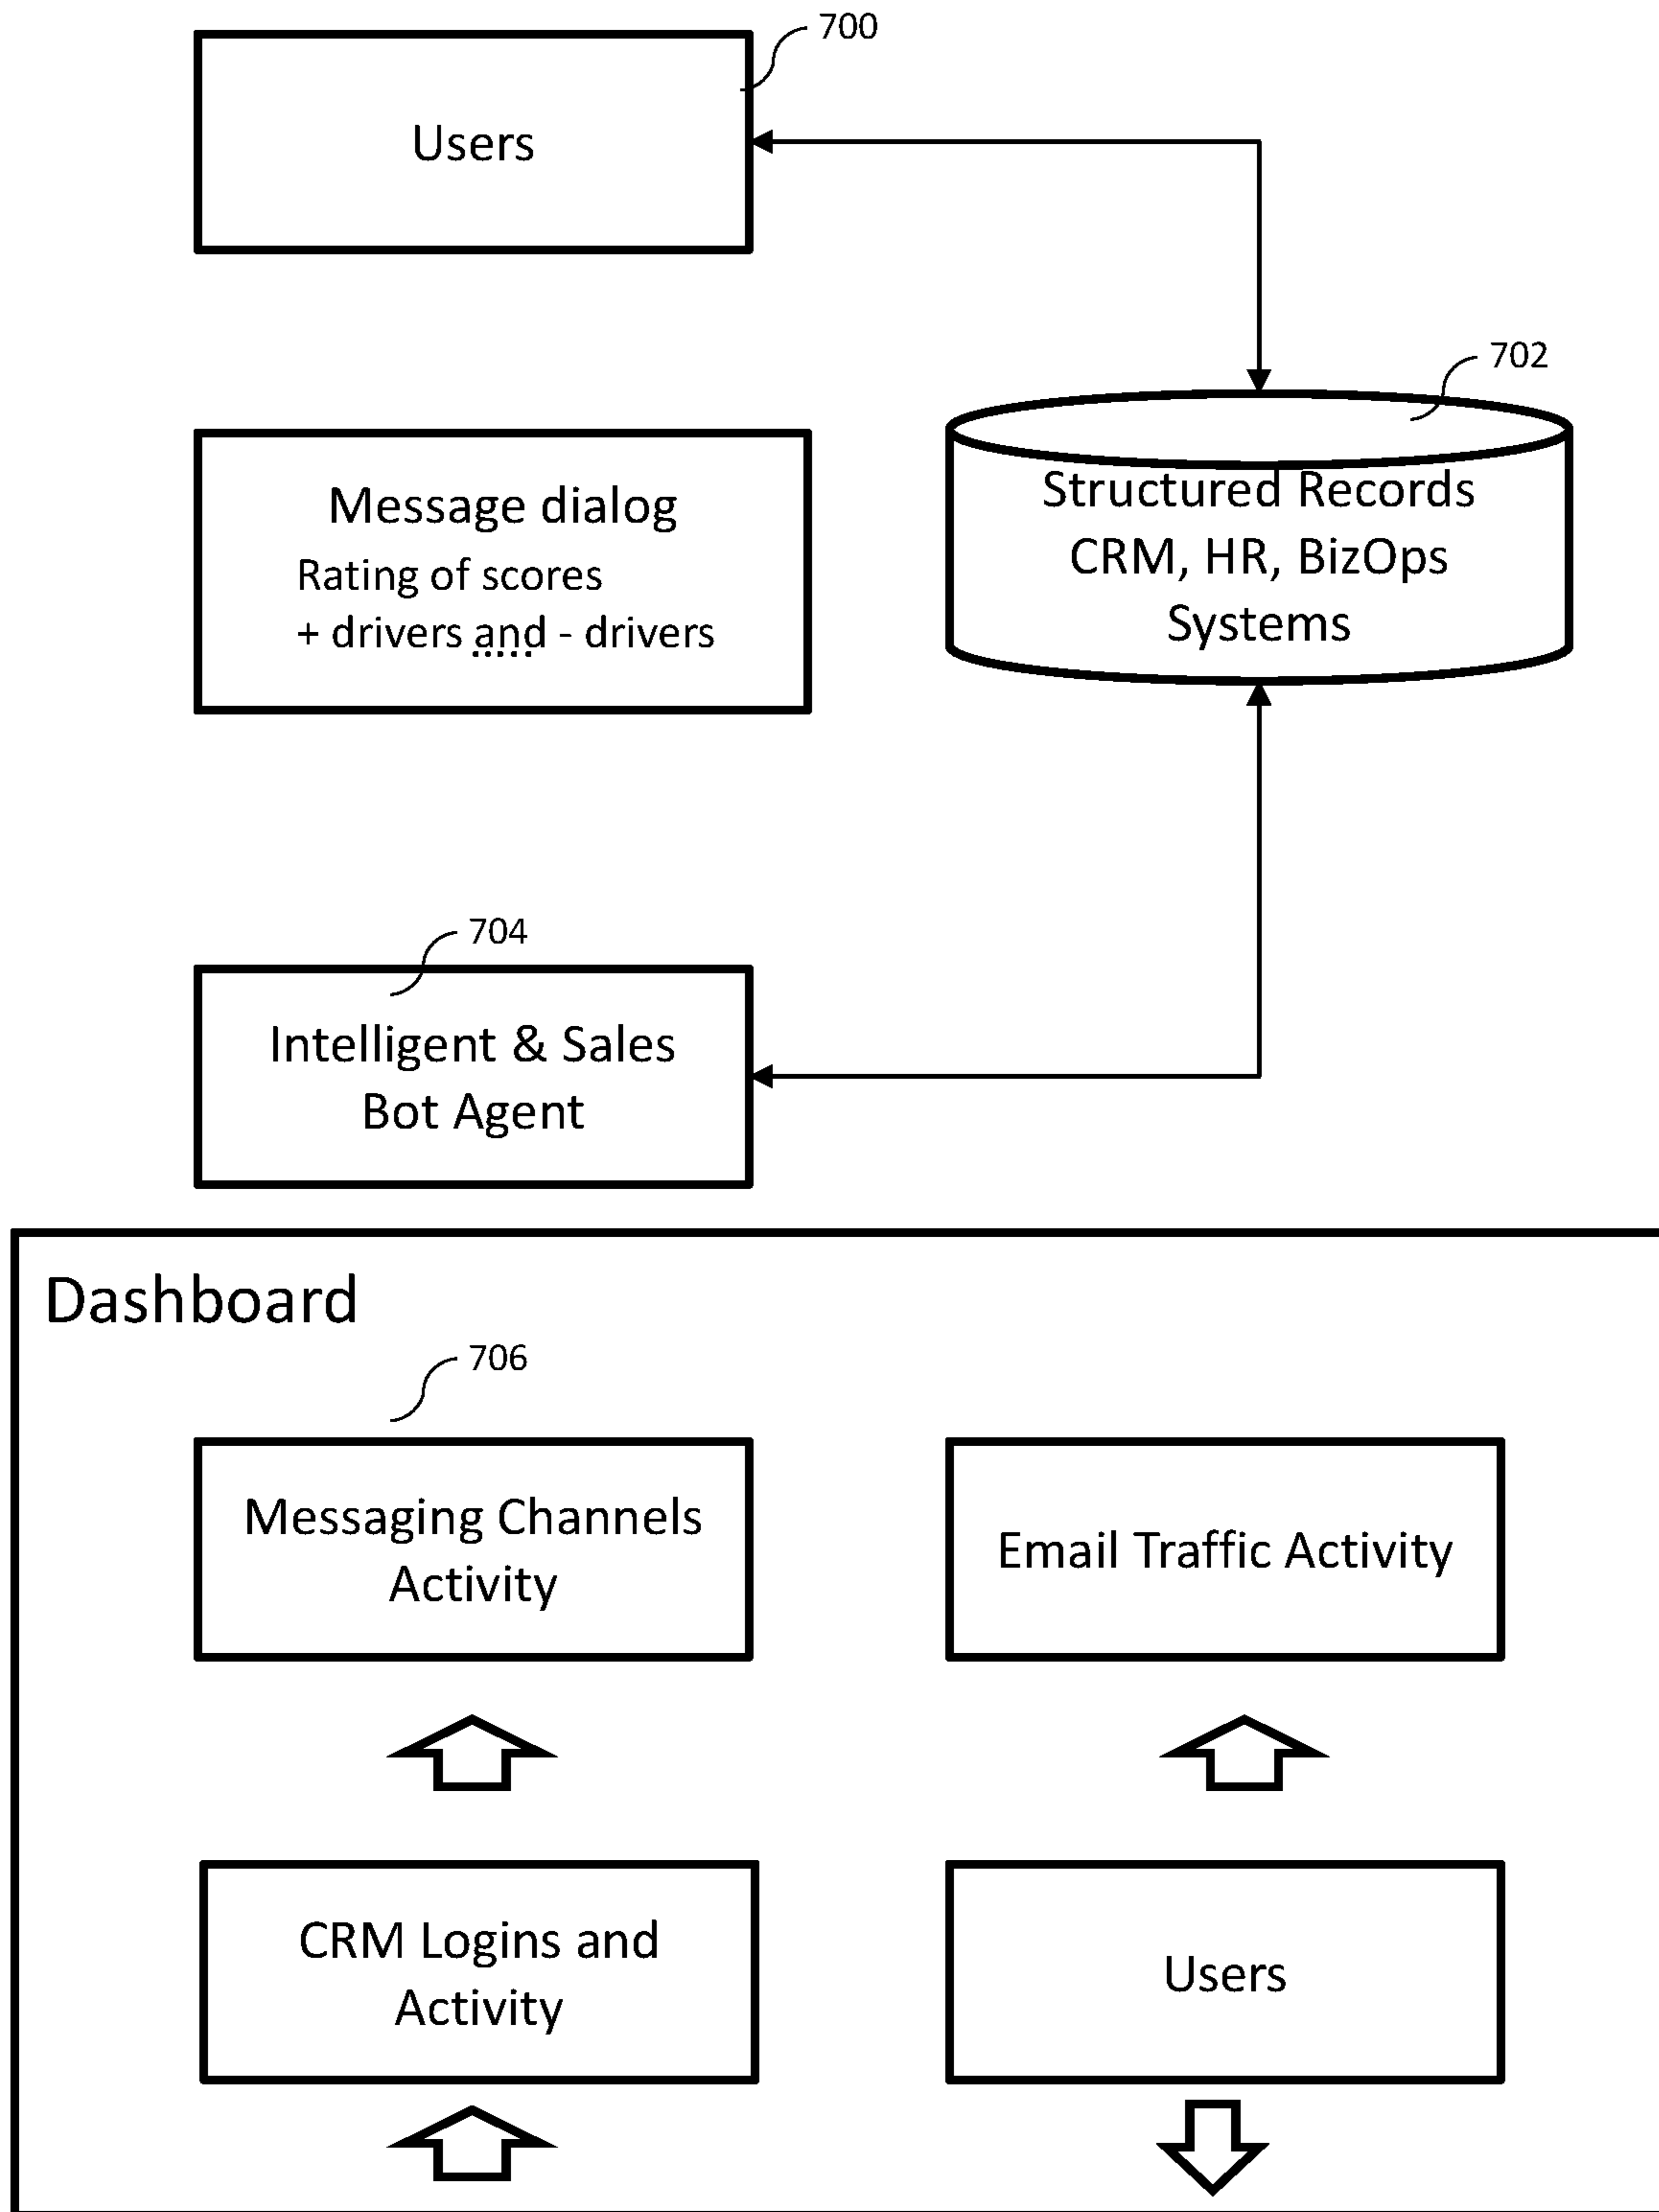 700
Users
702
Structured Records
CRM, HR, BizOps
Systems
Message dialog
Rating of scores
+ drivers and - drivers
704
Intelligent & Sales
Bot Agent
Dashboard
706
Messaging Channels
Activity
Email Traffic Activity
CRM Logins and
Activity
Users